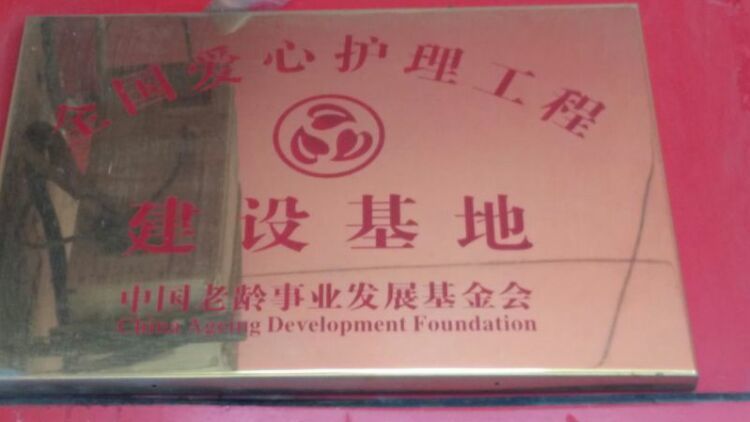 全国爱心护理工程
建设基地
中国老龄事业发展基金会
China Ageing Development Foundation